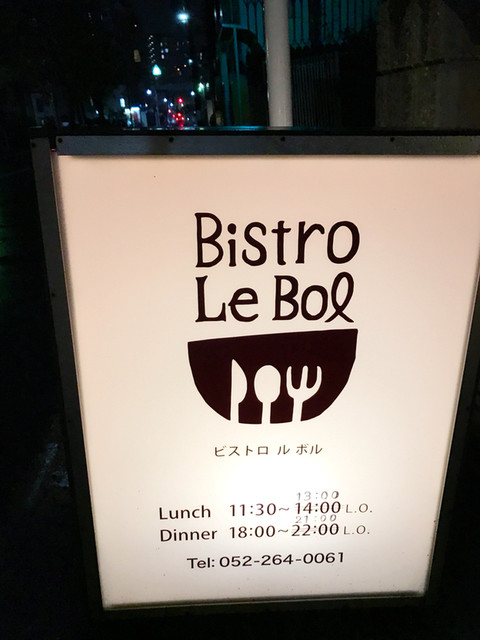 Bistro
Le Bol
ビストロ ル ボル
13:00
Lunch 11:30~14:00 L.O.
21:00
Dinner 18:00~22:00 L.O.
Tel: 052-264-0061